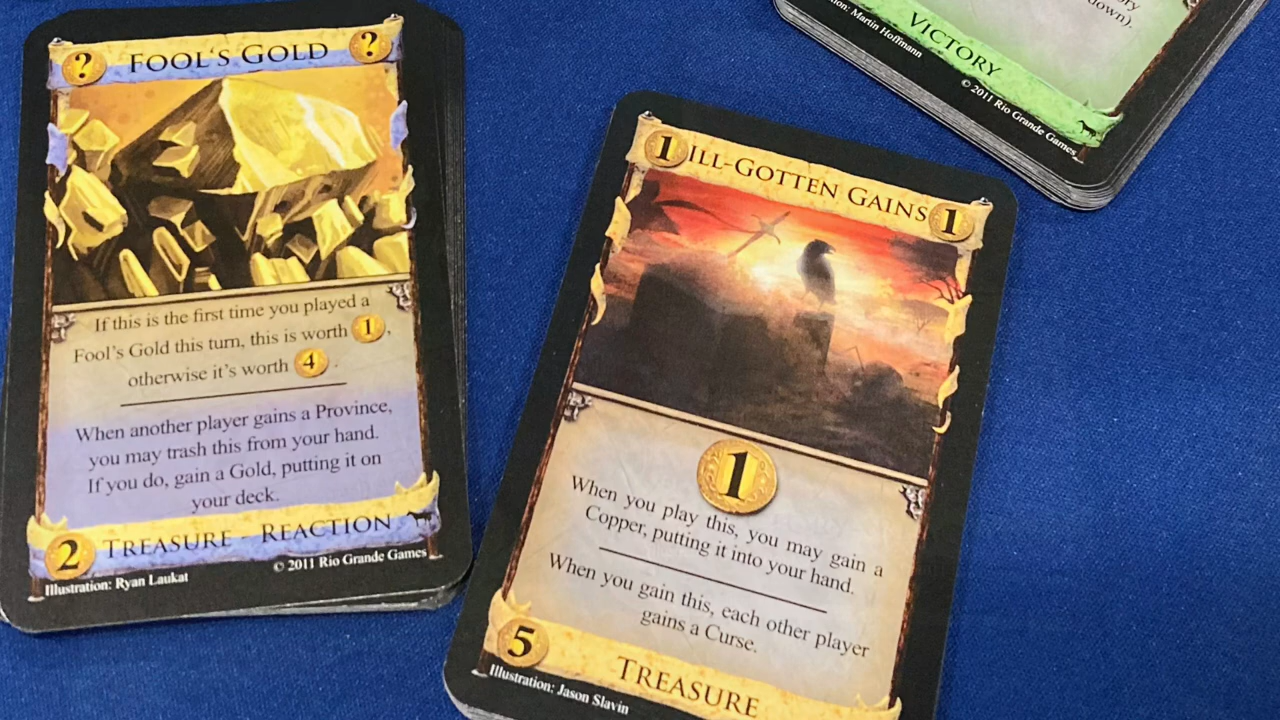 ? FOOL'S GOLD ?
If this is the first time you played a
Fool's Gold this turn, this is worth 1,
otherwise it's worth 4.
When another player gains a Province,
you may trash this from your hand.
If you do, gain a Gold, putting it on
your deck.
2 TREASURE - REACTION
Illustration: Ryan Laukat © 2011 Rio Grande Games
1 ILL-GOTTEN GAINS 1
1
When you play this, you may gain a
Copper, putting it into your hand.
When you gain this, each other player
gains a Curse.
5 TREASURE
Illustration: Jason Slavin
down).
VICTORY
Martin Hoffmann © 2011 Rio Grande Games